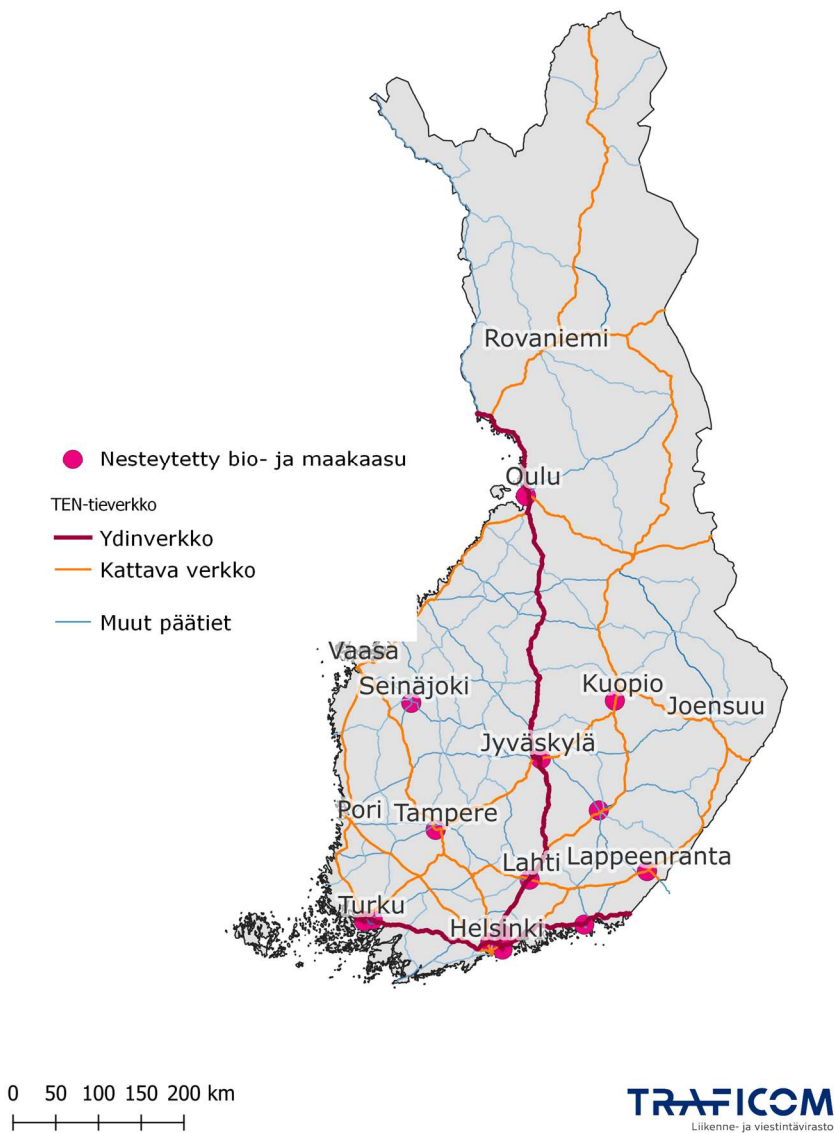 Rovaniemi
Nesteytetty bio- ja maakaasu
Oulu
TEN-tieverkko
Ydinverkko
Kattava verkko
Muut päätiet
Vaasa
Seinäjoki
Kuopio
Joensuu
Jyväskylä
Pori
Tampere
Lahti
Lappeenranta
Turku
Helsinki
0 50 100 150 200 km
TRAFICOM
Liikenne- ja viestintävirasto